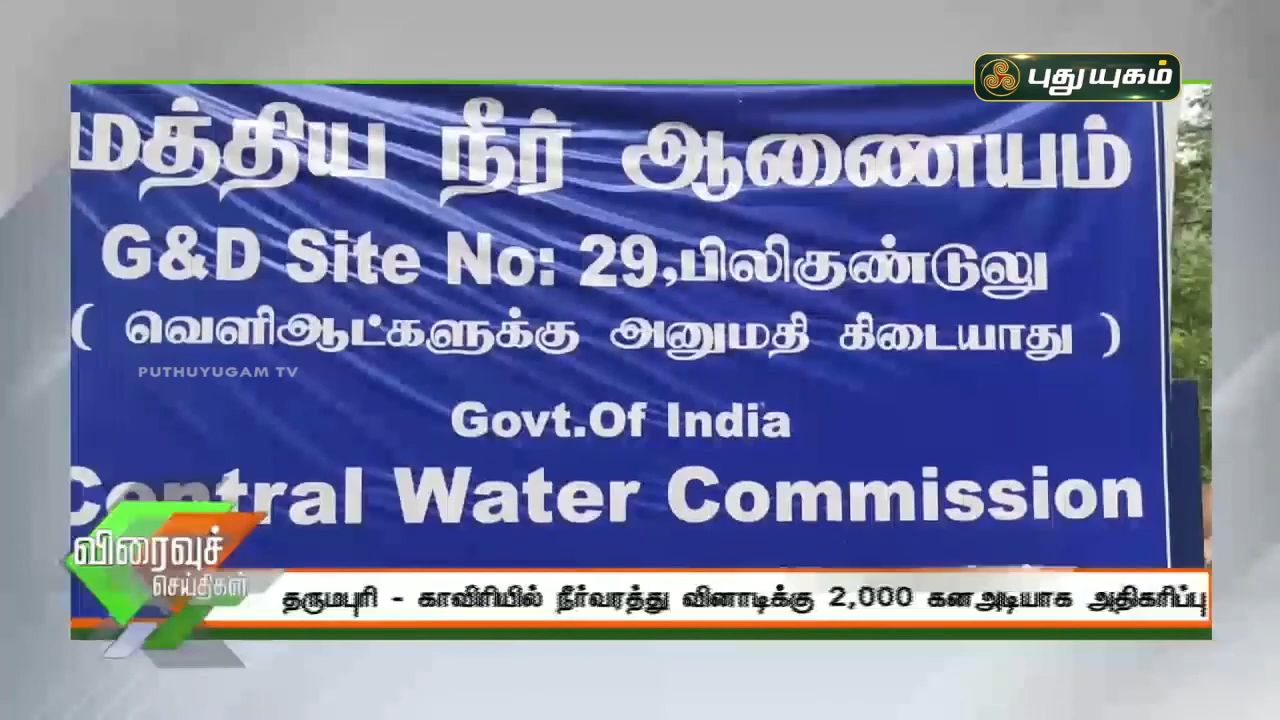 புதுயுகம்
மத்திய நீர் ஆணையம்
G&D Site No: 29,பிலிகுண்டுலு
( வெளிஆட்களுக்கு அனுமதி கிடையாது )
PUTHUYUGAM TV
Govt.Of India
Central Water Commission
விரைவுச்
செய்திகள்
தருமபுரி - காவிரியில் நீர்வரத்து வினாடிக்கு 2,000 கனஅடியாக அதிகரிப்பு